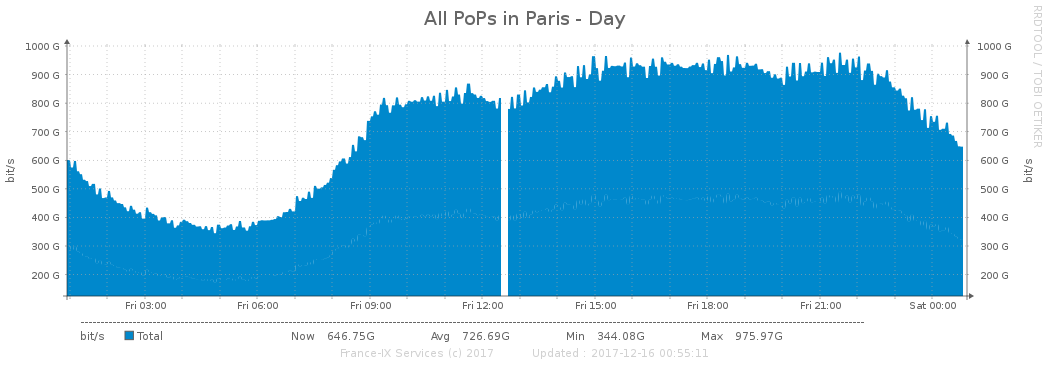 All PoPs in Paris - Day
RRDTOOL / TOBI OETIKER
1000 G 1000 G
900 G 900 G
800 G 800 G
700 G 700 G
600 G 600 G
500 G 500 G
400 G 400 G
300 G 300 G
200 G 200 G
bit/s bit/s
Fri 03:00 Fri 06:00 Fri 09:00 Fri 12:00 Fri 15:00 Fri 18:00 Fri 21:00 Sat 00:00
bit/s Total Now 646.75G Avg 726.69G Min 344.08G Max 975.97G
France-IX Services (c) 2017 Updated : 2017-12-16 00:55:11